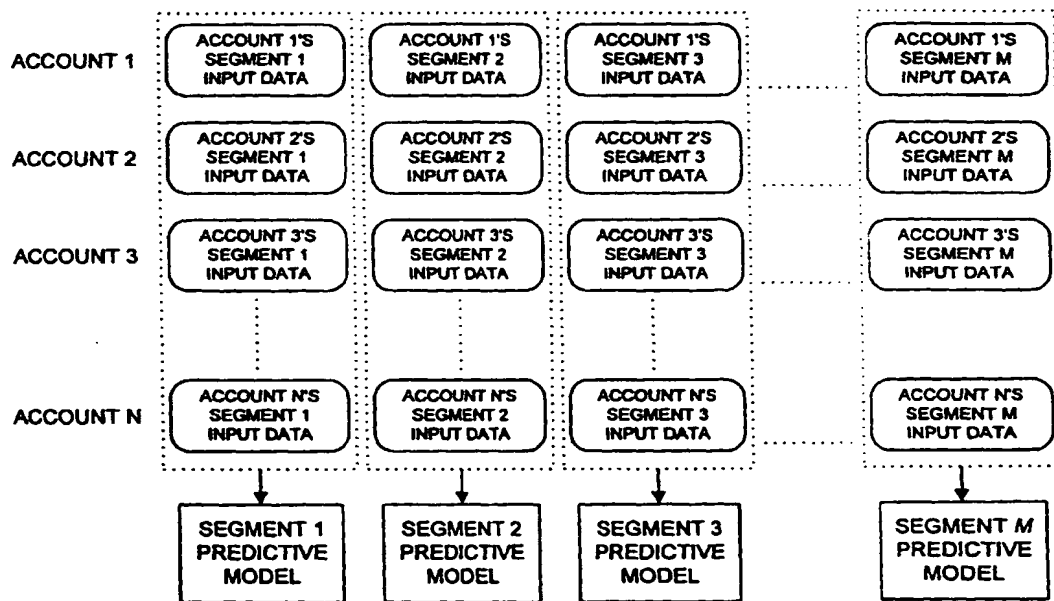 ACCOUNT 1
ACCOUNT 1'S
SEGMENT 1
INPUT DATA
ACCOUNT 1'S
SEGMENT 2
INPUT DATA
ACCOUNT 1'S
SEGMENT 3
INPUT DATA
ACCOUNT 1'S
SEGMENT M
INPUT DATA
ACCOUNT 2
ACCOUNT 2'S
SEGMENT 1
INPUT DATA
ACCOUNT 2'S
SEGMENT 2
INPUT DATA
ACCOUNT 2'S
SEGMENT 3
INPUT DATA
ACCOUNT 2'S
SEGMENT M
INPUT DATA
ACCOUNT 3
ACCOUNT 3'S
SEGMENT 1
INPUT DATA
ACCOUNT 3'S
SEGMENT 2
INPUT DATA
ACCOUNT 3'S
SEGMENT 3
INPUT DATA
ACCOUNT 3'S
SEGMENT M
INPUT DATA
ACCOUNT N
ACCOUNT N'S
SEGMENT 1
INPUT DATA
ACCOUNT N'S
SEGMENT 2
INPUT DATA
ACCOUNT N'S
SEGMENT 3
INPUT DATA
ACCOUNT N'S
SEGMENT M
INPUT DATA
SEGMENT 1
PREDICTIVE
MODEL
SEGMENT 2
PREDICTIVE
MODEL
SEGMENT 3
PREDICTIVE
MODEL
SEGMENT M
PREDICTIVE
MODEL